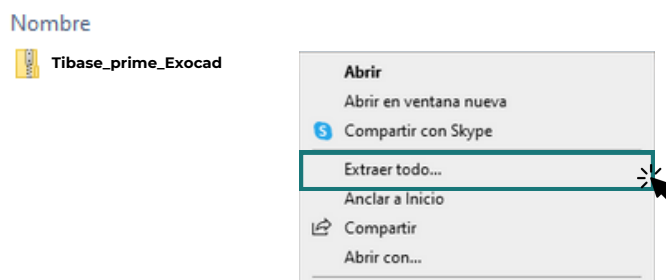 Nombre
Tibase_prime_Exocad
Abrir
Abrir en ventana nueva
Compartir con Skype
Extraer todo...
Anclar a Inicio
Compartir
Abrir con...